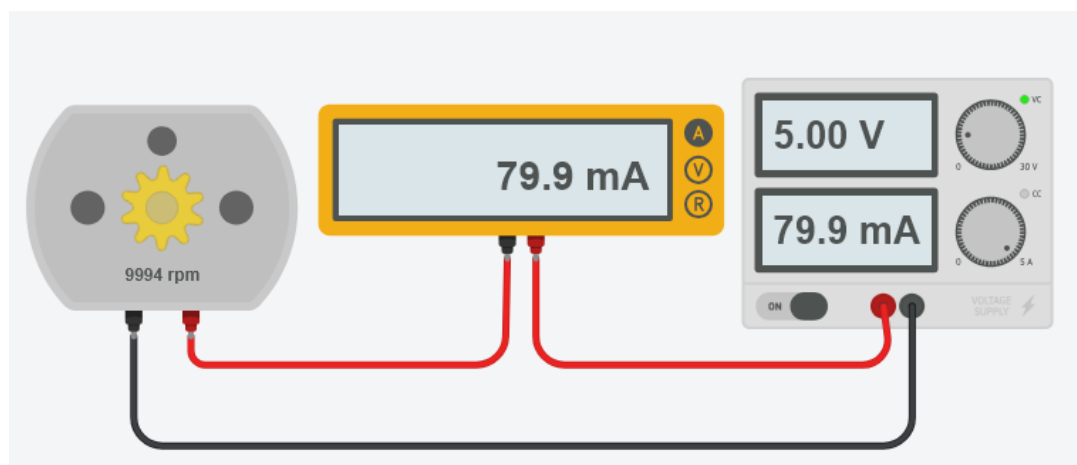 9994 rpm
79.9 mA
A
V
R
5.00 V
VC
0 30 V
79.9 mA
CC
0 5 A
ON
VOLTAGE
SUPPLY